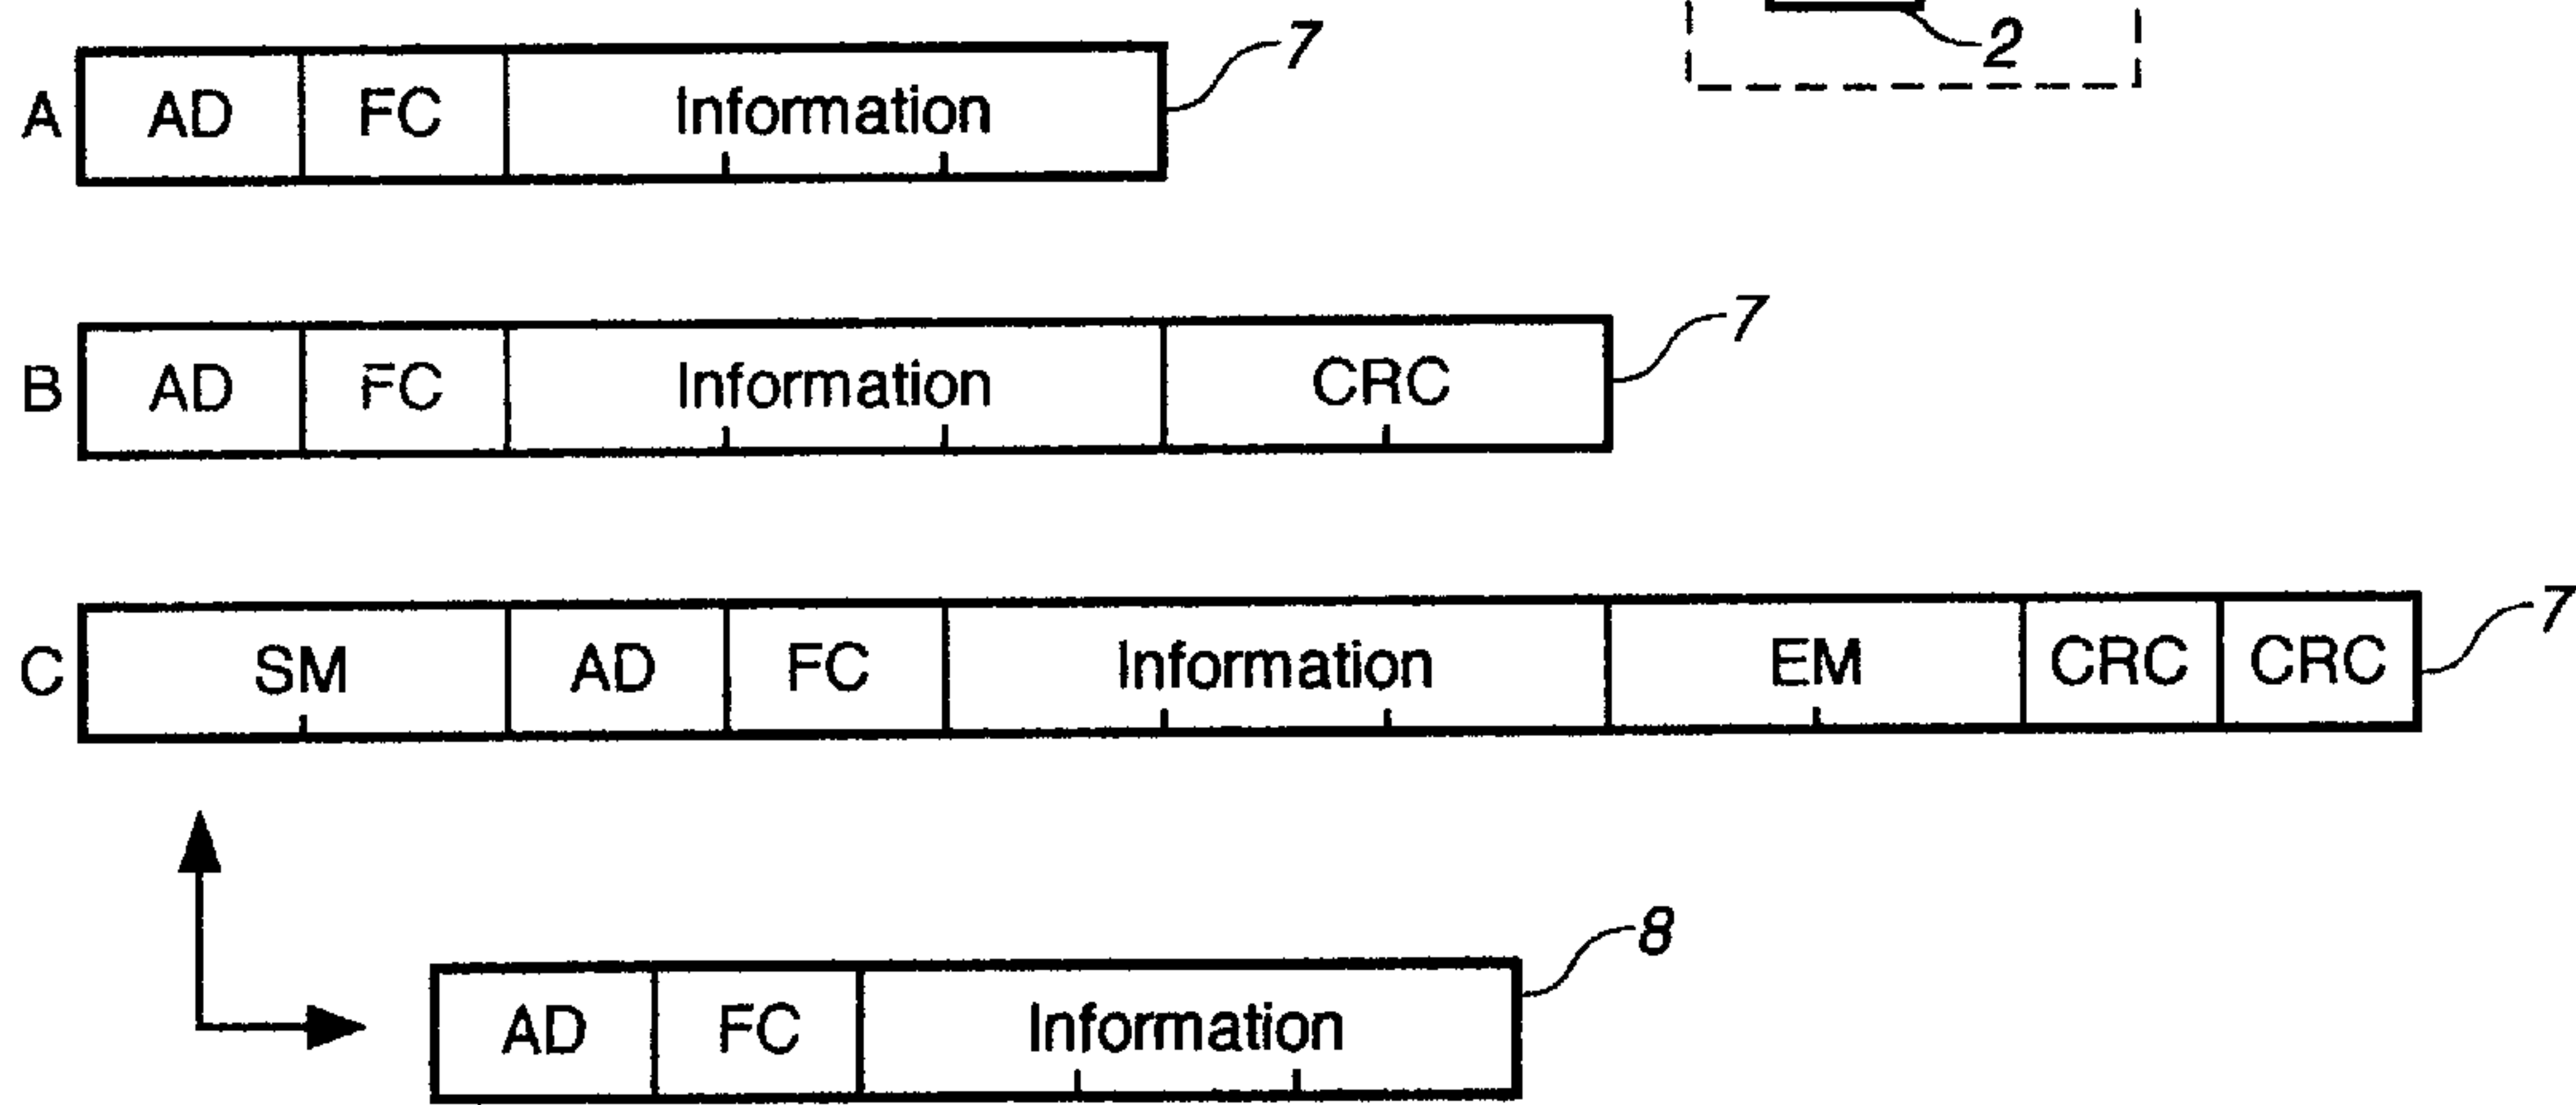 2
7
A AD FC Information
7
B AD FC Information CRC
7
C SM AD FC Information EM CRC CRC
8
AD FC Information